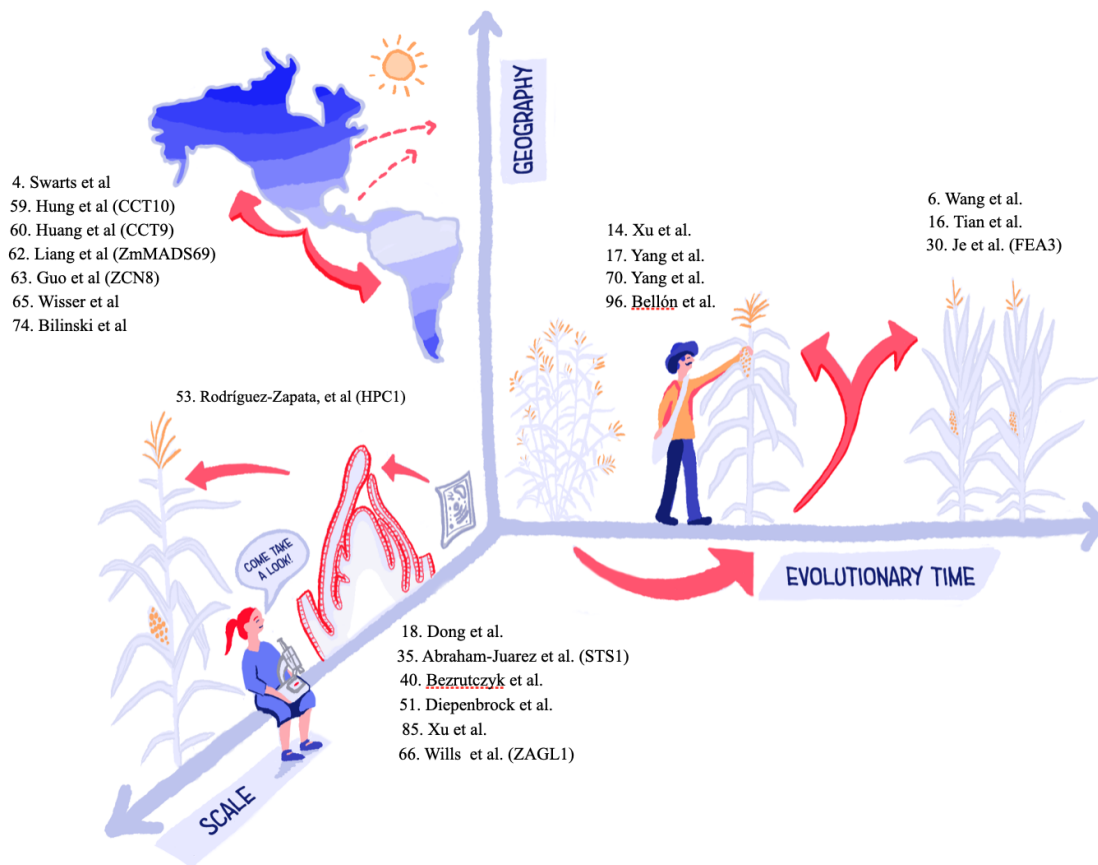 GEOGRAPHY
4. Swarts et al
59. Hung et al (CCT10)
60. Huang et al (CCT9)
62. Liang et al (ZmMADS69)
63. Guo et al (ZCN8)
65. Wisser et al
74. Bilinski et al
14. Xu et al.
17. Yang et al.
70. Yang et al.
96. Bellón et al.
6. Wang et al.
16. Tian et al.
30. Je et al. (FEA3)
53. Rodríguez-Zapata, et al (HPC1)
COME TAKE
A LOOK!
EVOLUTIONARY TIME
18. Dong et al.
35. Abraham-Juarez et al. (STS1)
40. Bezrutczyk et al.
51. Diepenbrock et al.
85. Xu et al.
66. Wills et al. (ZAGL1)
SCALE